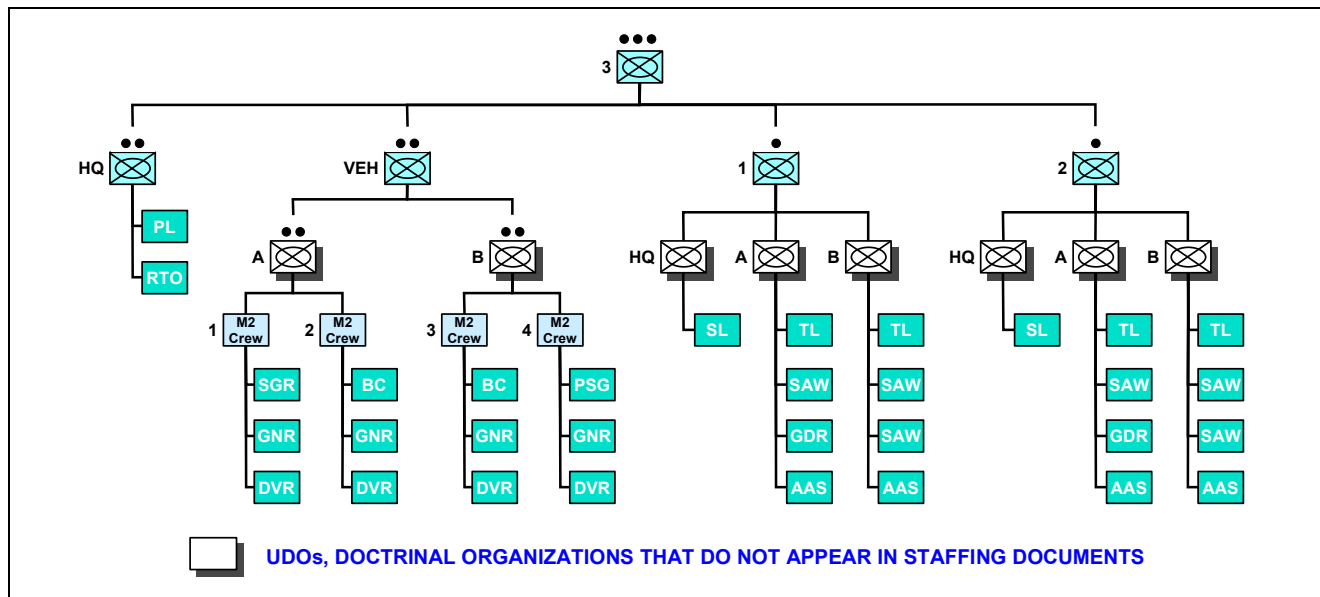 3
HQ
VEH
1
2
PL
RTO
A
B
HQ
A
B
HQ
A
B
1
M2
Crew
2
M2
Crew
3
M2
Crew
4
M2
Crew
SL
TL
TL
SL
TL
TL
SGR
BC
BC
PSG
SAW
SAW
SAW
SAW
GNR
GNR
GNR
GNR
GDR
SAW
GDR
SAW
DVR
DVR
DVR
DVR
AAS
AAS
AAS
AAS
UDOs, DOCTRINAL ORGANIZATIONS THAT DO NOT APPEAR IN STAFFING DOCUMENTS